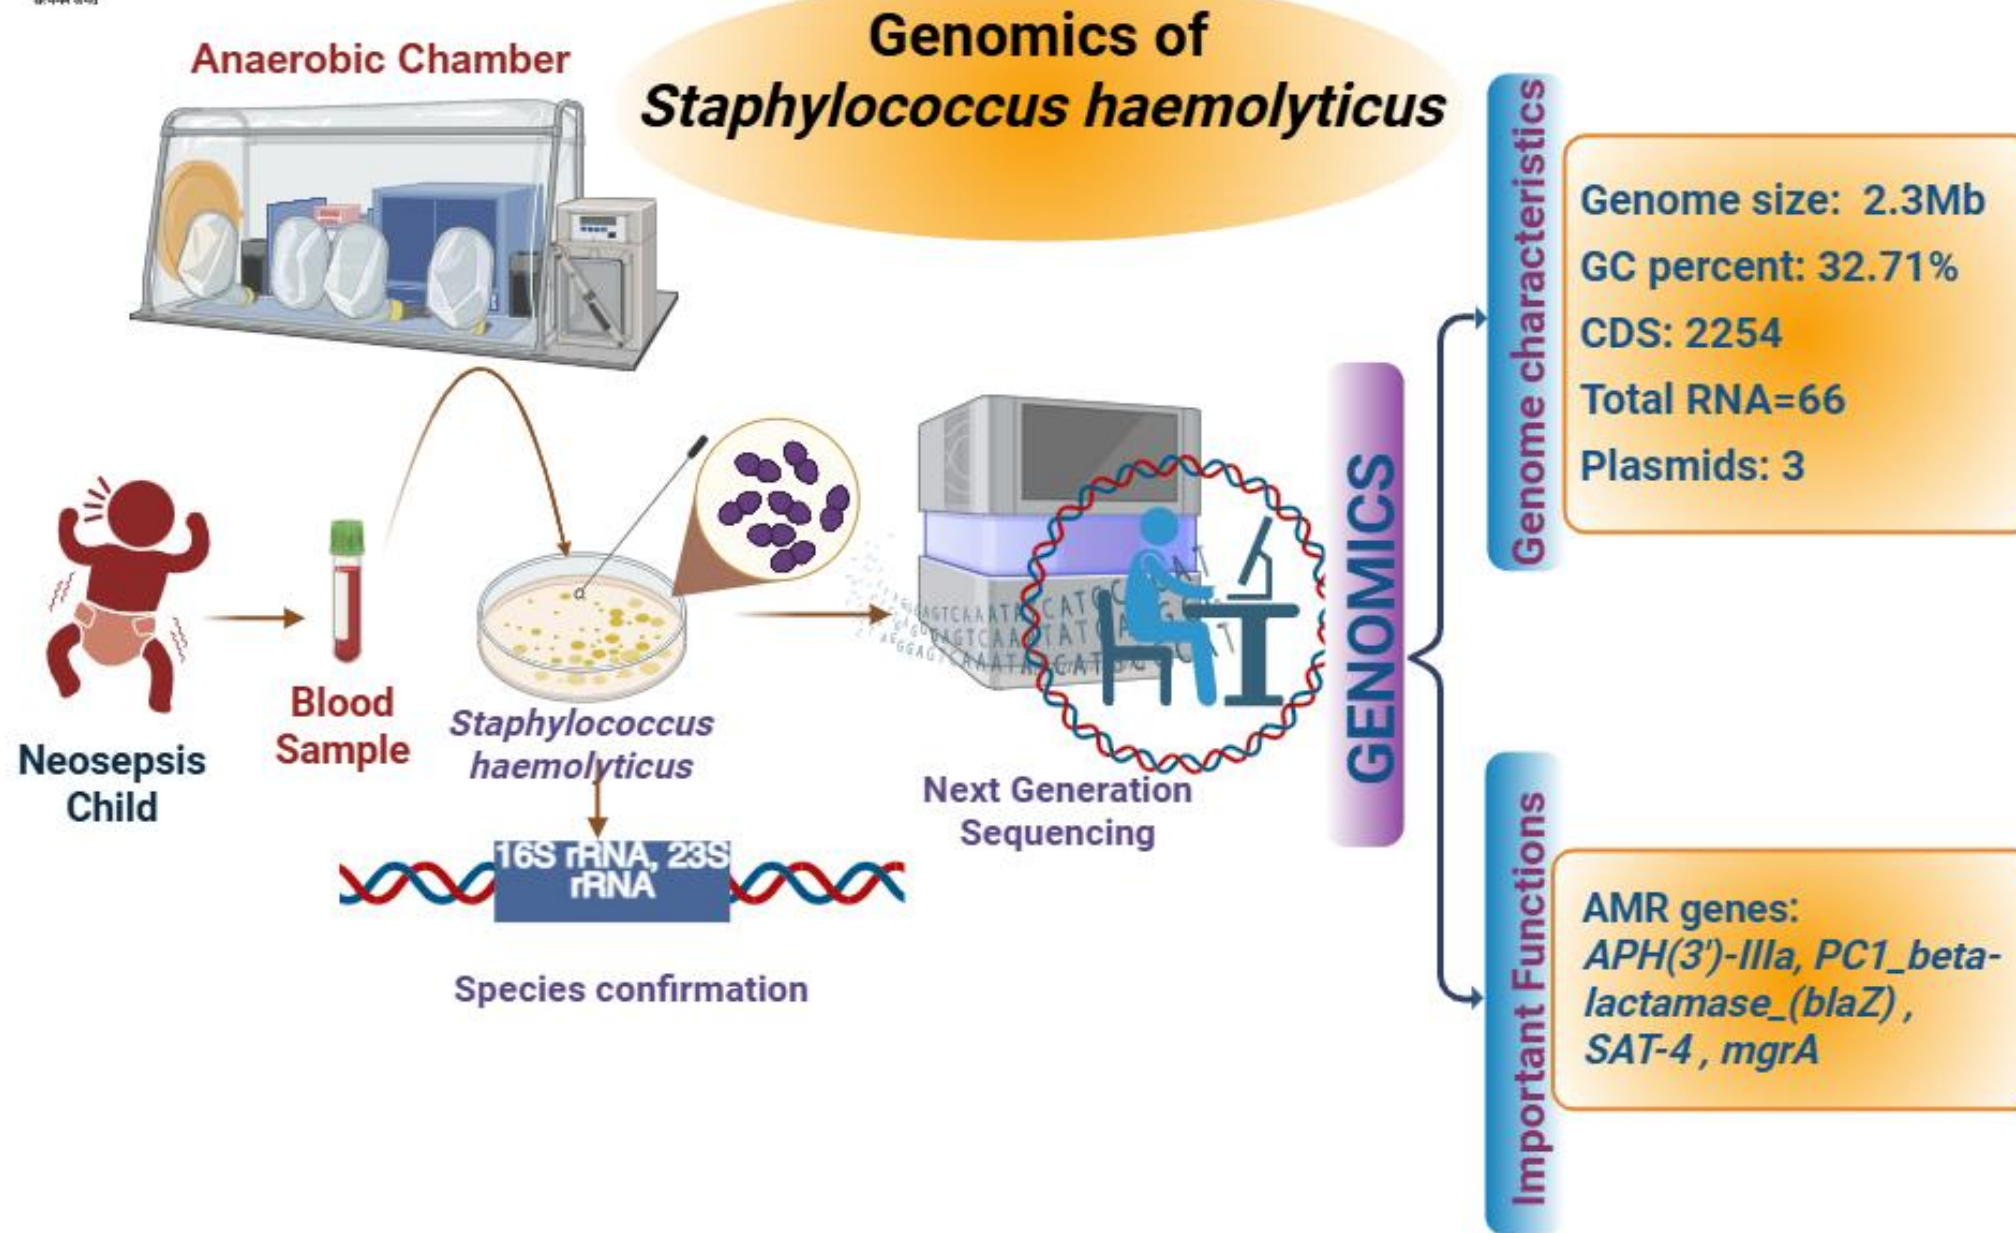 Genomics of
Staphylococcus haemolyticus
Anaerobic Chamber
Neosepsis
Child
Blood
Sample
Staphylococcus
haemolyticus
16S rRNA, 23S
rRNA
Species confirmation
Next Generation
Sequencing
GENOMICS
Genome characteristics
Genome size: 2.3Mb
GC percent: 32.71%
CDS: 2254
Total RNA=66
Plasmids: 3
Important Functions
AMR genes:
APH(3')-IIIa, PC1_beta-
lactamase_(blaZ) ,
SAT-4 , mgrA